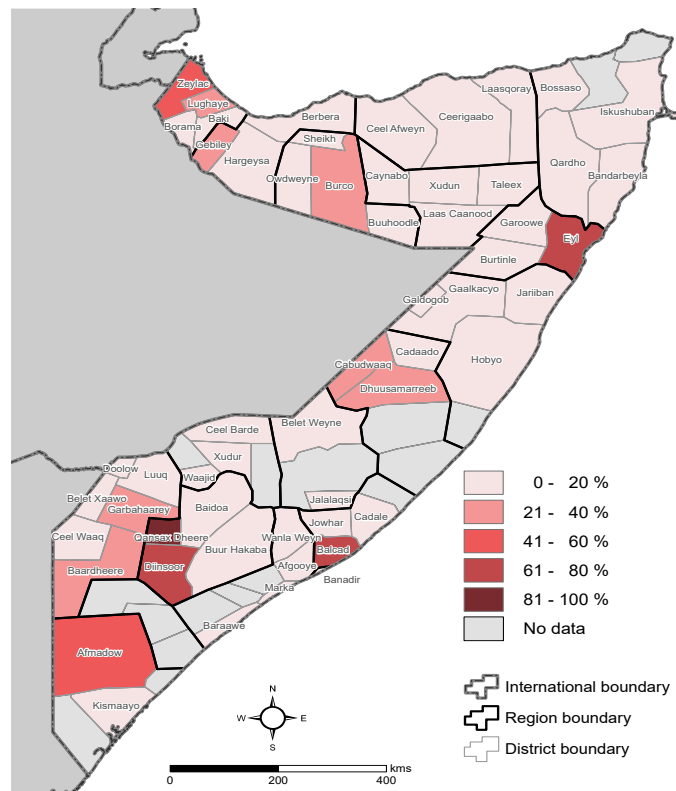 Zeylac
Lughaye
Baki
Borama
Gebiley
Hargeysa
Berbera
Sheikh
Owdweyne
Burco
Ceel Afweyn
Ceerigaabo
Laasqoray
Bossaso
Iskushuban
Qardho
Bandarbeyla
Caynabo
Xudun
Taleex
Buuhoodle
Laas Caanood
Garoowe
Eyl
Burtinle
Gaalkacyo
Jariiban
Galdogob
Cadaado
Cabudwaaq
Hobyo
Dhuusamarreeb
Ceel Barde
Belet Weyne
Xudur
Doolow
Luuq
Waajid
Belet Xaawo
Garbahaarey
Baidoa
Jalalaqsi
Jowhar
Cadale
Ceel Waaq
Qansax Dheere
Buur Hakaba
Wanla Weyn
Balcad
Baardheere
Diinsoor
Afgooye
Marka
Banadir
Baraawe
Afmadow
Kismaayo
0 - 20 %
21 - 40 %
41 - 60 %
61 - 80 %
81 - 100 %
No data
International boundary
Region boundary
District boundary
N
W
E
S
kms
0
200
400